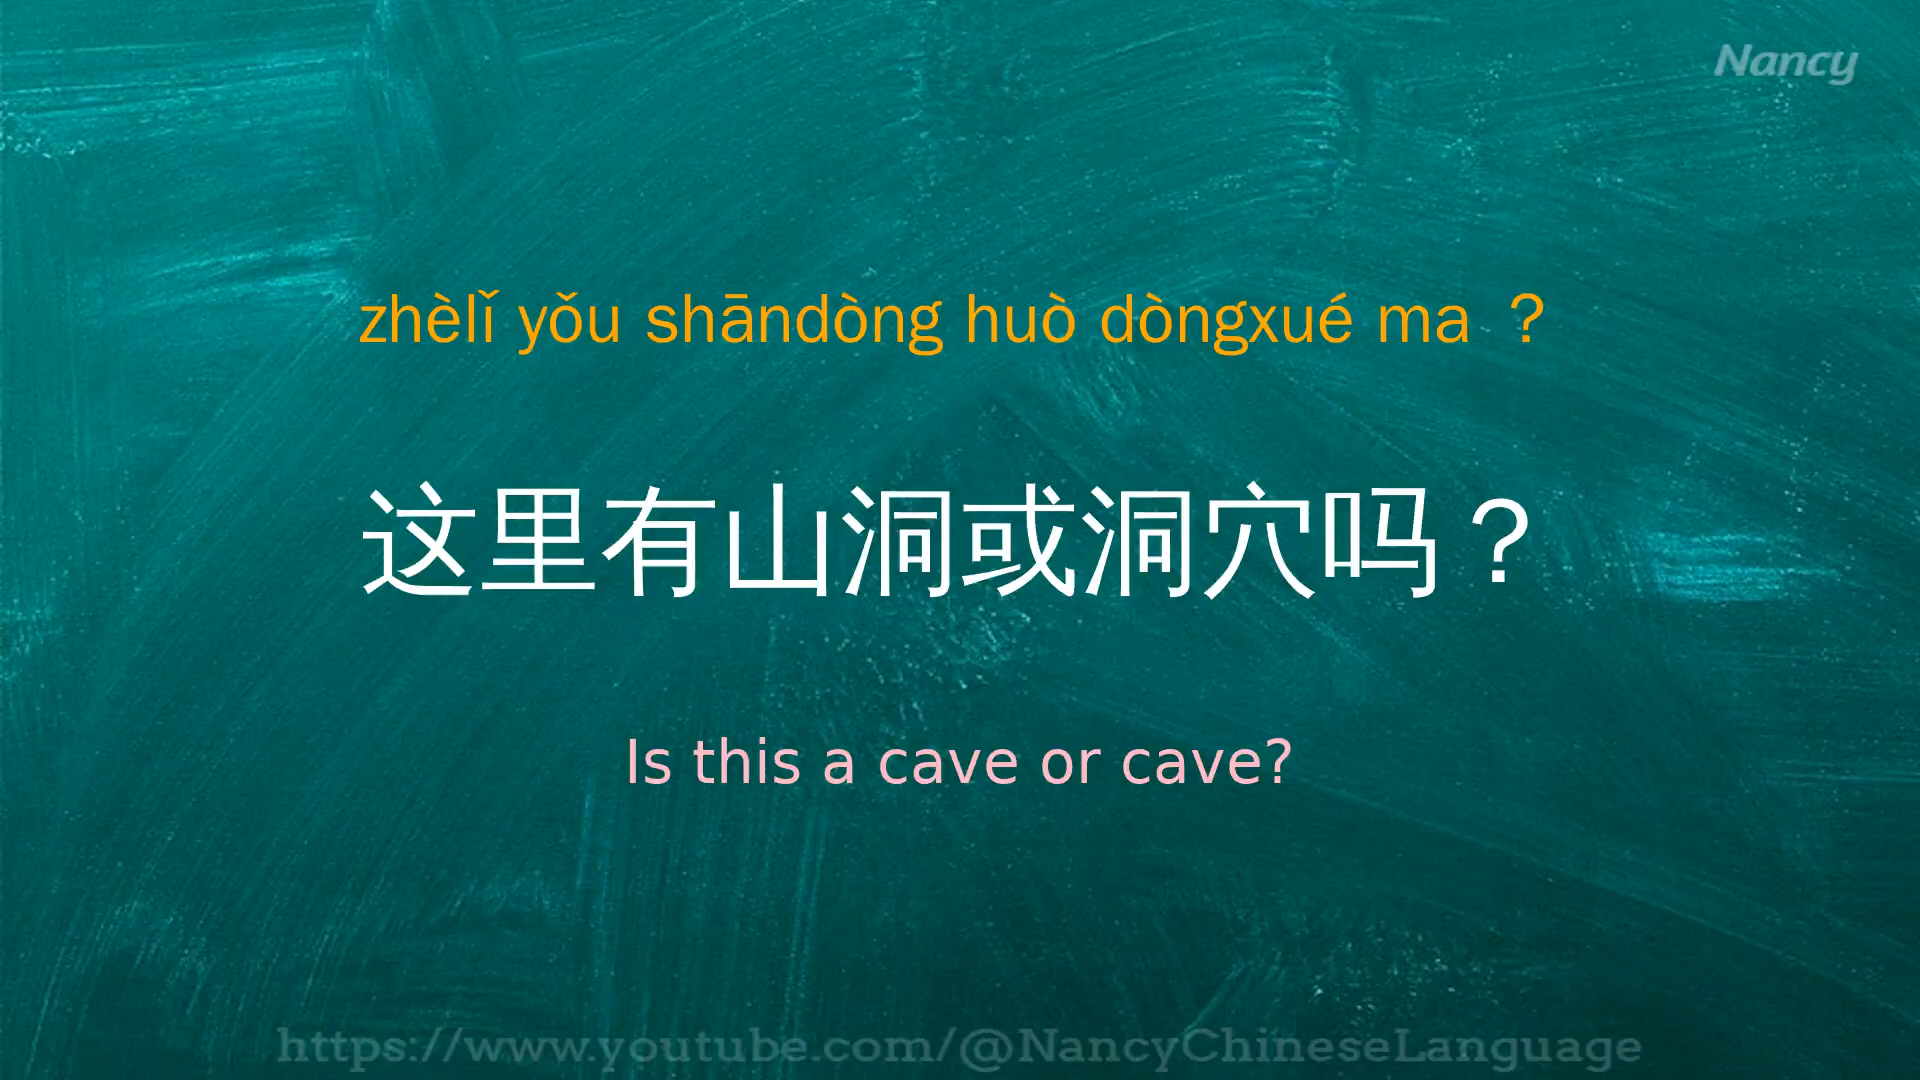 Nancy
zhèlǐ yǒu shāndòng huò dòngxué ma ？
这里有山洞或洞穴吗？
Is this a cave or cave?
https://www.youtube.com/@NancyChineseLanguage